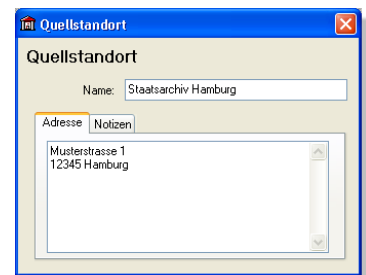 Quellstandort
Quellstandort
Name: Staatsarchiv Hamburg
Adresse Notizen
Musterstrasse 1
12345 Hamburg